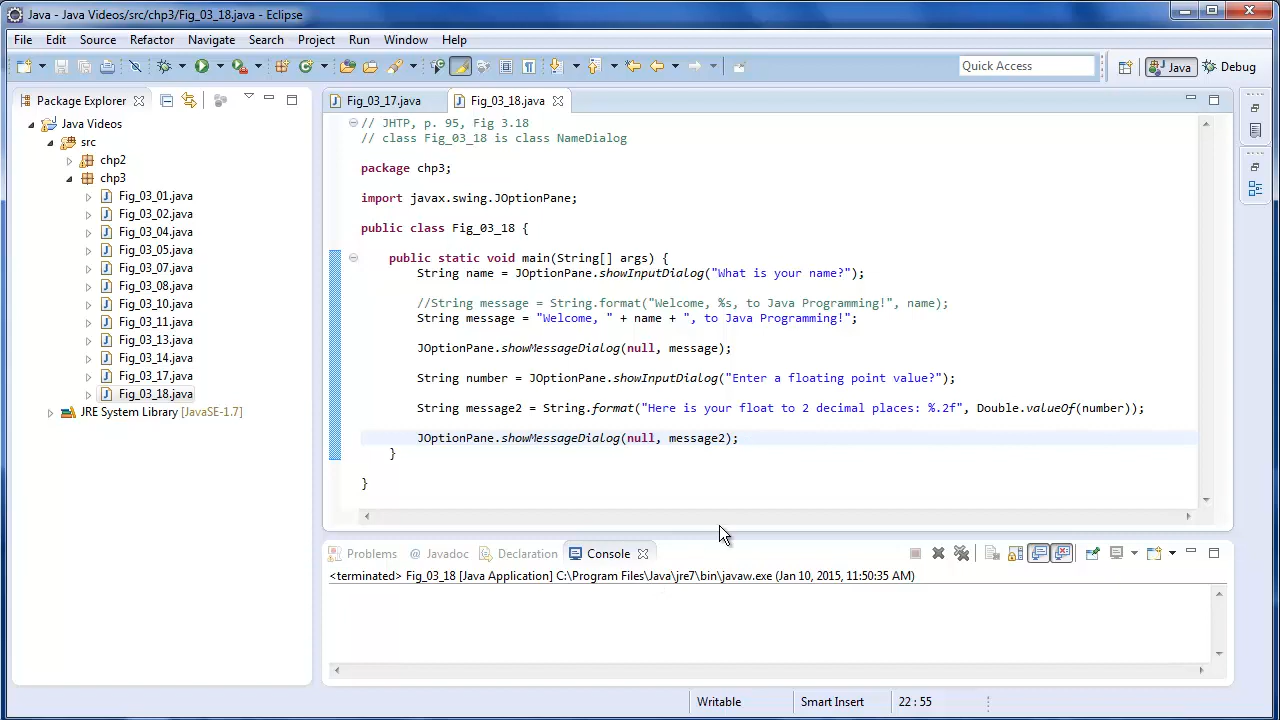 Java - Java Videos/src/chp3/Fig_03_18.java - Eclipse
File Edit Source Refactor Navigate Search Project Run Window Help
Quick Access
Java
Debug
Package Explorer
Java Videos
src
chp2
chp3
Fig_03_01.java
Fig_03_02.java
Fig_03_04.java
Fig_03_05.java
Fig_03_07.java
Fig_03_08.java
Fig_03_10.java
Fig_03_11.java
Fig_03_13.java
Fig_03_14.java
Fig_03_17.java
Fig_03_18.java
JRE System Library [JavaSE-1.7]
Fig_03_17.java Fig_03_18.java
// JHTP, p. 95, Fig 3.18
// class Fig_03_18 is class NameDialog
package chp3;
import javax.swing.JOptionPane;
public class Fig_03_18 {
public static void main(String[] args) {
String name = JOptionPane.showInputDialog("What is your name?");
//String message = String.format("Welcome, %s, to Java Programming!", name);
String message = "Welcome, " + name + ", to Java Programming!";
JOptionPane.showMessageDialog(null, message);
String number = JOptionPane.showInputDialog("Enter a floating point value?");
String message2 = String.format("Here is your float to 2 decimal places: %.2f", Double.valueOf(number));
JOptionPane.showMessageDialog(null, message2);
}
}
Problems @ Javadoc Declaration Console
<terminated> Fig_03_18 [Java Application] C:\Program Files\Java\jre7\bin\javaw.exe (Jan 10, 2015, 11:50:35 AM)
Writable Smart Insert 22 : 55